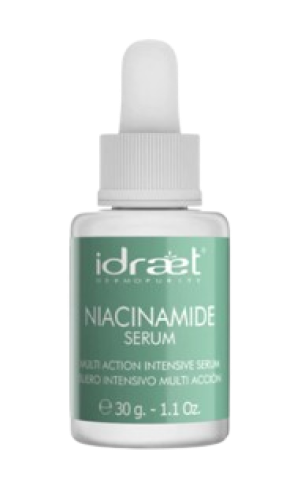 idraet®
DERMOPURITY
NIACINAMIDE
SERUM
MULTI ACTION INTENSIVE SERUM
SUERO INTENSIVO MULTI ACCIÓN
℮ 30 g. - 1.1 Oz.